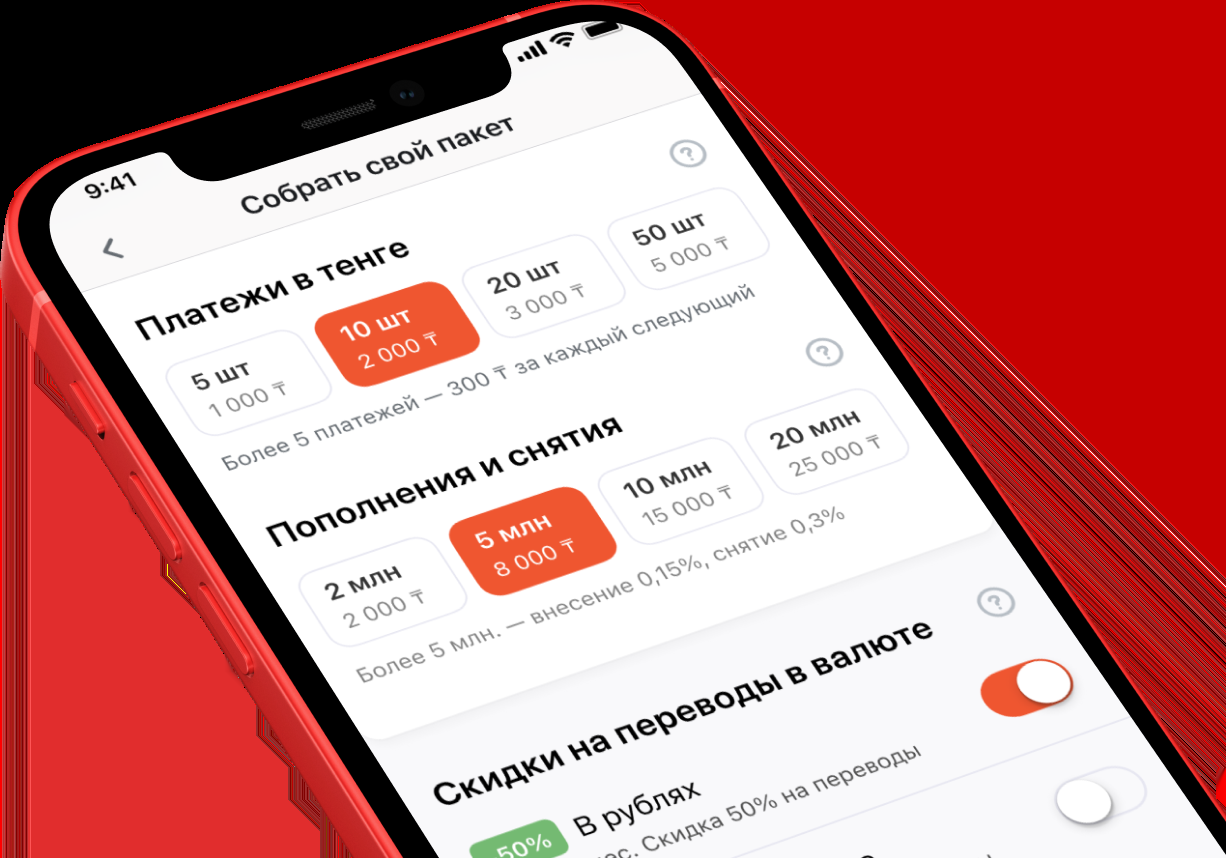 9:41
Собрать свой пакет
Платежи в тенге
5 шт
1 000 ₸
10 шт
2 000 ₸
20 шт
3 000 ₸
50 шт
5 000 ₸
Более 5 платежей — 300 ₸ за каждый следующий
Пополнения и снятия
2 млн
2 000 ₸
5 млн
8 000 ₸
10 млн
15 000 ₸
20 млн
25 000 ₸
Более 5 млн. — внесение 0,15%, снятие 0,3%
Скидки на переводы в валюте
50%
В рублях
Скидка 50% на переводы